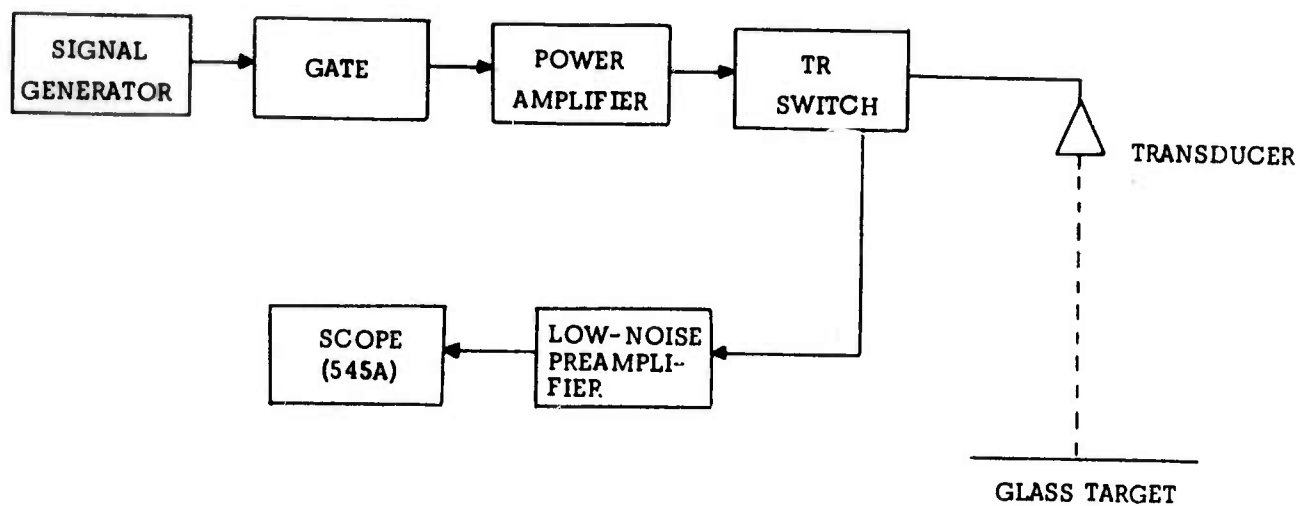 SIGNAL
GENERATOR
GATE
POWER
AMPLIFIER
TR
SWITCH
TRANSDUCER
SCOPE
(545A)
LOW-NOISE
PREAMPLI-
FIER
GLASS TARGET